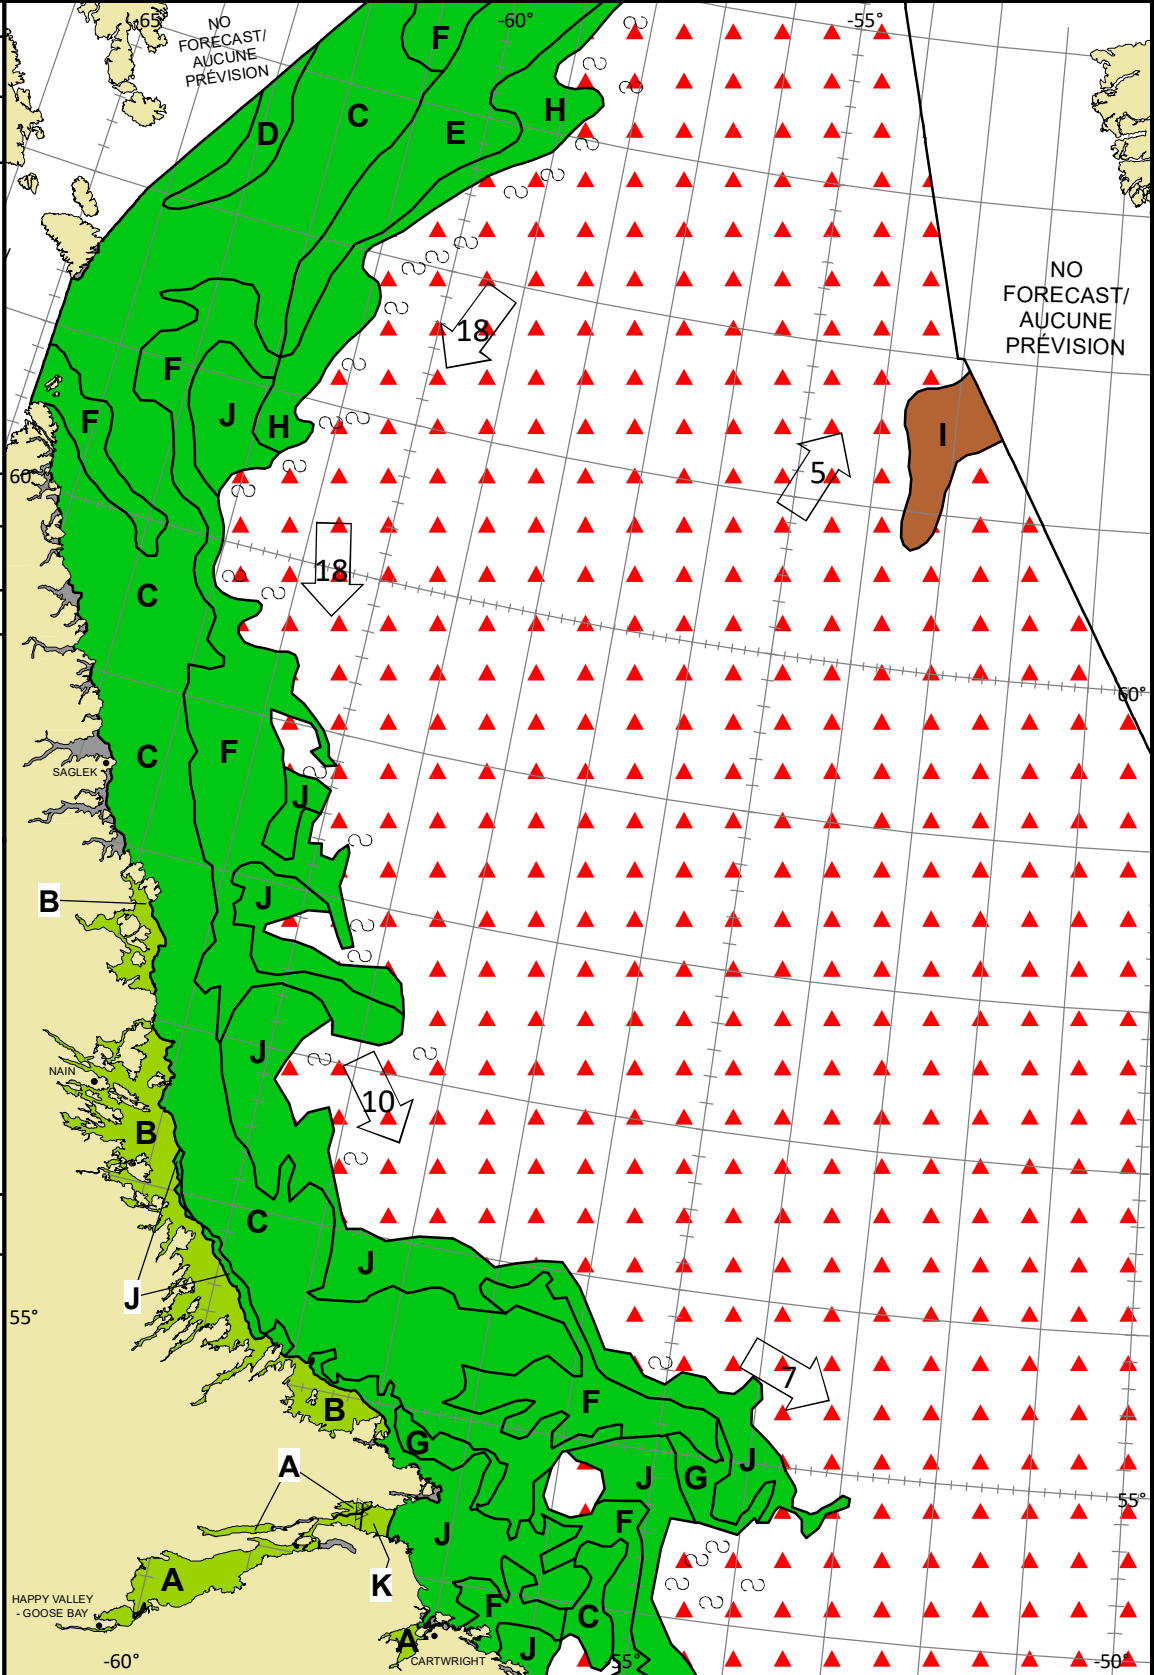 -65°
-60°
-55°
NO
FORECAST/
AUCUNE
PRÉVISION
F
C
D
E
H
NO
FORECAST/
AUCUNE
PRÉVISION
18
F
J
H
F
I
5
60°
18
C
60°
C
F
SAGLEK
J
B
J
J
NAIN
10
B
C
J
J
55°
7
F
B
G
J
A
J
G
55°
F
J
A
K
HAPPY VALLEY
- GOOSE BAY
F
C
A
J
CARTWRIGHT
-60°
-55°
-50°